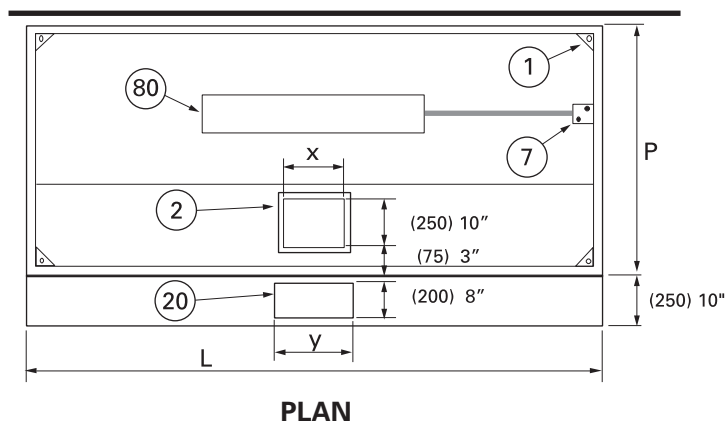 1
80
7
P
x
2
(250) 10”
(75) 3”
20
(200) 8”
(250) 10"
y
L
PLAN